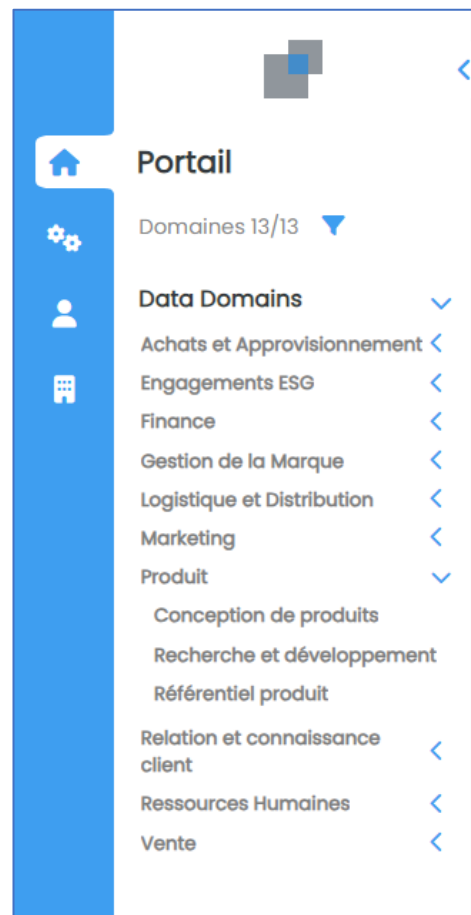 Portail
Domaines 13/13
Data Domains
Achats et Approvisionnement
Engagements ESG
Finance
Gestion de la Marque
Logistique et Distribution
Marketing
Produit
Conception de produits
Recherche et développement
Référentiel produit
Relation et connaissance
client
Ressources Humaines
Vente